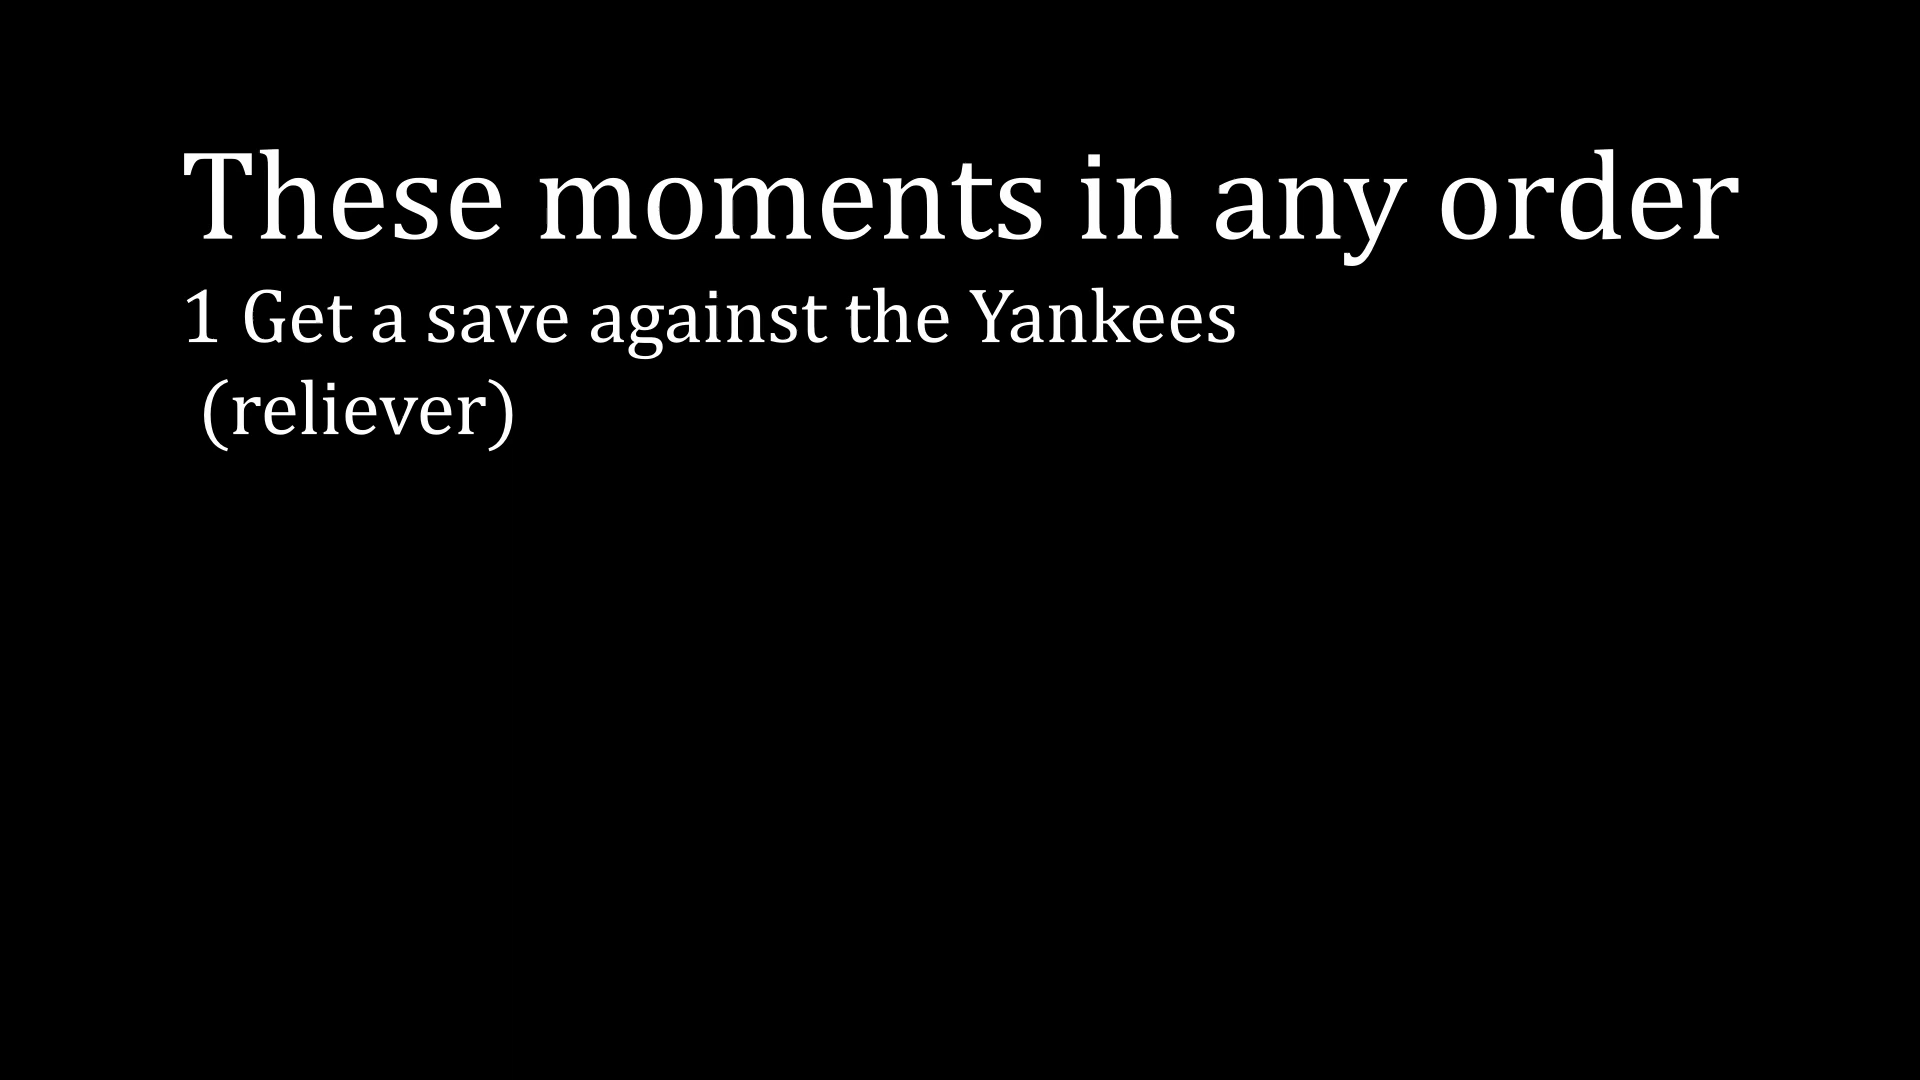 These moments in any order
1 Get a save against the Yankees
(reliever)